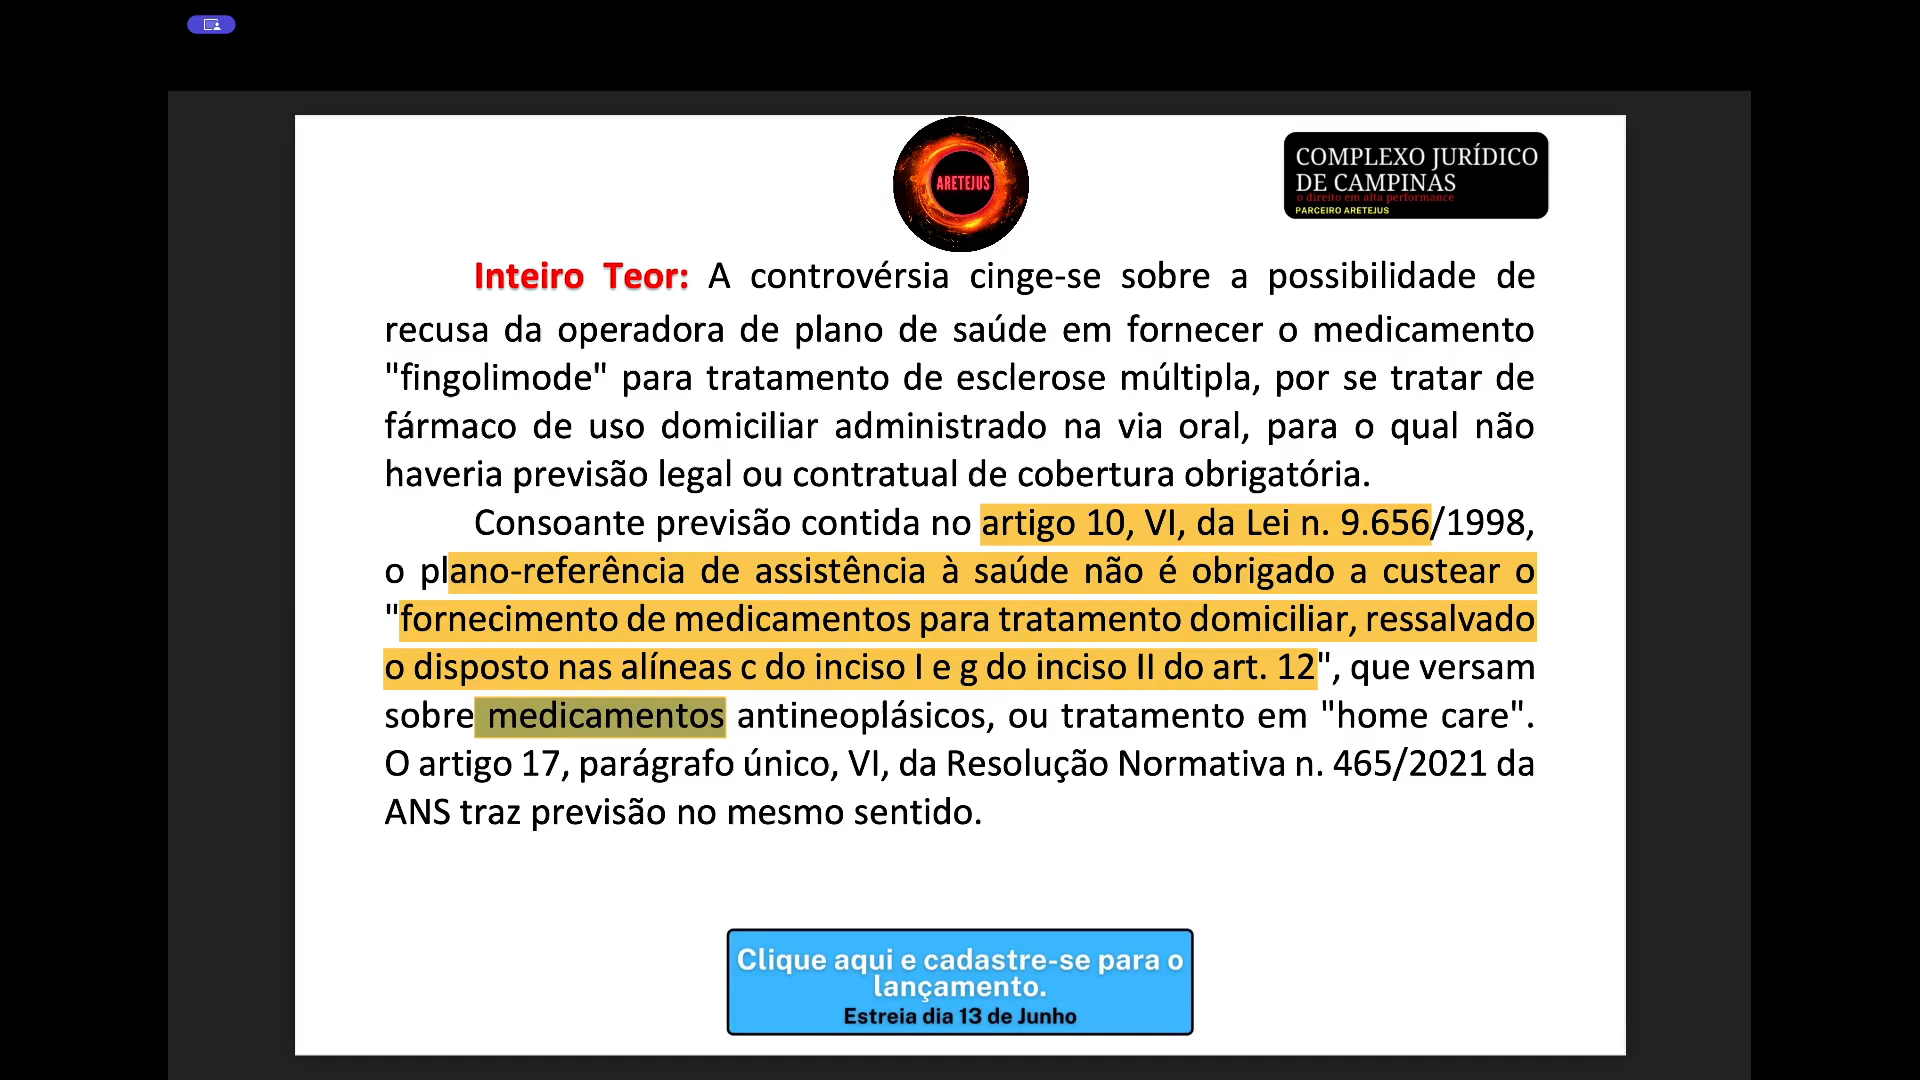 ARETEJUS
COMPLEXO JURÍDICO
DE CAMPINAS
o direito em alta performance
PARCEIRO ARETEJUS
Inteiro Teor: A controvérsia cinge-se sobre a possibilidade de
recusa da operadora de plano de saúde em fornecer o medicamento
"fingolimode" para tratamento de esclerose múltipla, por se tratar de
fármaco de uso domiciliar administrado na via oral, para o qual não
haveria previsão legal ou contratual de cobertura obrigatória.
Consoante previsão contida no artigo 10, VI, da Lei n. 9.656/1998,
o plano-referência de assistência à saúde não é obrigado a custear o
"fornecimento de medicamentos para tratamento domiciliar, ressalvado
o disposto nas alíneas c do inciso I e g do inciso II do art. 12", que versam
sobre medicamentos antineoplásicos, ou tratamento em "home care".
O artigo 17, parágrafo único, VI, da Resolução Normativa n. 465/2021 da
ANS traz previsão no mesmo sentido.
Clique aqui e cadastre-se para o
lançamento.
Estreia dia 13 de Junho